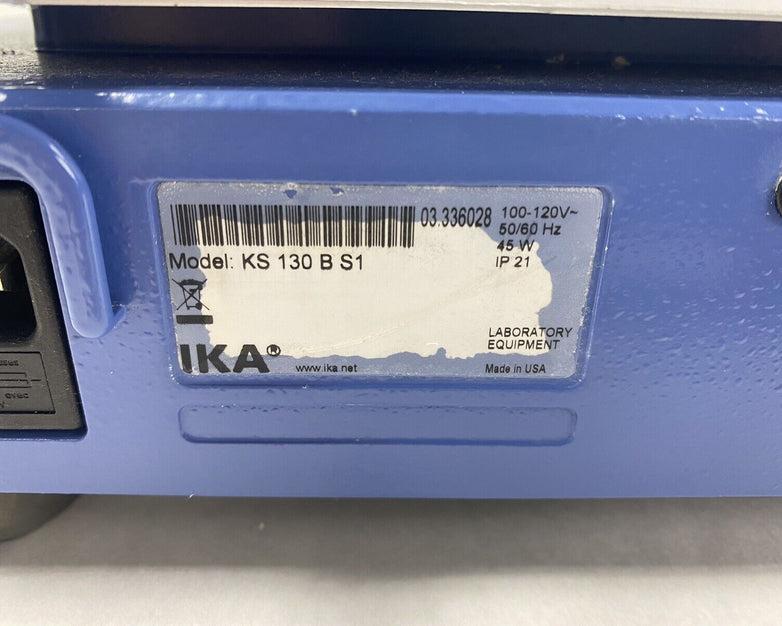 03.336028
100-120V~
50/60 Hz
45 W
IP 21
Model: KS 130 B S1
LABORATORY
EQUIPMENT
IKA®
www.ika.net
Made in USA